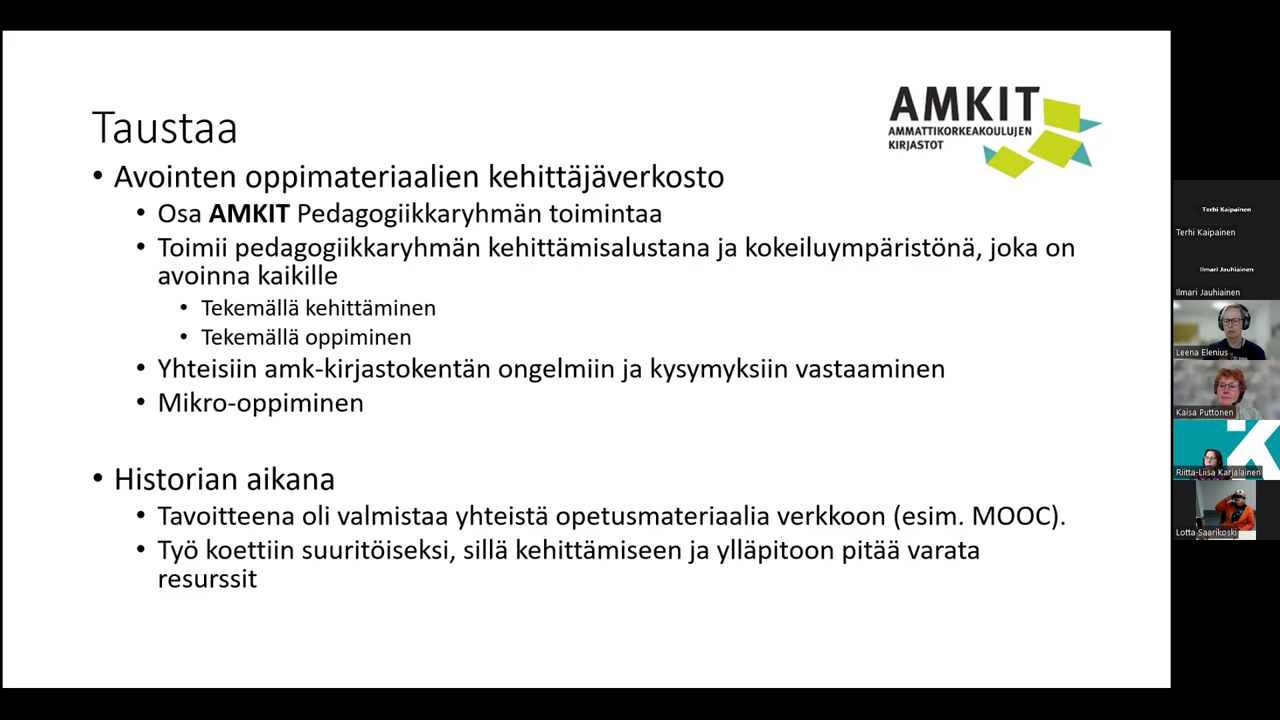 Taustaa
AMKIT
AMMATTIKORKEAKOULUJEN
KIRJASTOT
• Avointen oppimateriaalien kehittäjäverkosto
• Osa AMKIT Pedagogiikkaryhmän toimintaa
• Toimii pedagogiikkaryhmän kehittämisalustana ja kokeiluympäristönä, joka on
avoinna kaikille
• Tekemällä kehittäminen
• Tekemällä oppiminen
• Yhteisiin amk-kirjastokentän ongelmiin ja kysymyksiin vastaaminen
• Mikro-oppiminen
• Historian aikana
• Tavoitteena oli valmistaa yhteistä opetusmateriaalia verkkoon (esim. MOOC).
• Työ koettiin suuritöiseksi, sillä kehittämiseen ja ylläpitoon pitää varata
resurssit
Terhi Kaipainen
Terhi Kaipainen
Ilmari Jauhiainen
Ilmari Jauhiainen
Leena Elenius
Kaisa Puttonen
Riitta-Liisa Karjalainen
Lotta Saarikoski